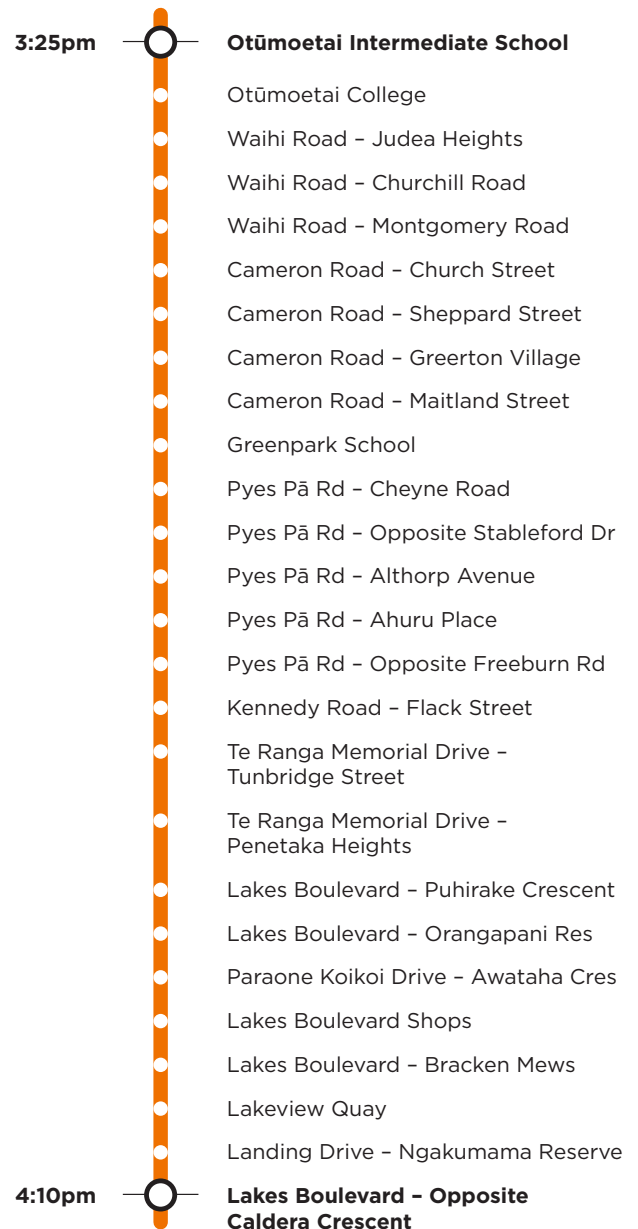 3:25pm Otūmoetai Intermediate School
Otūmoetai College
Waihi Road – Judea Heights
Waihi Road – Churchill Road
Waihi Road – Montgomery Road
Cameron Road – Church Street
Cameron Road – Sheppard Street
Cameron Road – Greerton Village
Cameron Road – Maitland Street
Greenpark School
Pyes Pā Rd – Cheyne Road
Pyes Pā Rd – Opposite Stableford Dr
Pyes Pā Rd – Althorp Avenue
Pyes Pā Rd – Ahuru Place
Pyes Pā Rd – Opposite Freeburn Rd
Kennedy Road – Flack Street
Te Ranga Memorial Drive –
Tunbridge Street
Te Ranga Memorial Drive –
Penetaka Heights
Lakes Boulevard – Puhirake Crescent
Lakes Boulevard – Orangapani Res
Paraone Koikoi Drive – Awataha Cres
Lakes Boulevard Shops
Lakes Boulevard – Bracken Mews
Lakeview Quay
Landing Drive – Ngakumama Reserve
4:10pm Lakes Boulevard – Opposite
Caldera Crescent